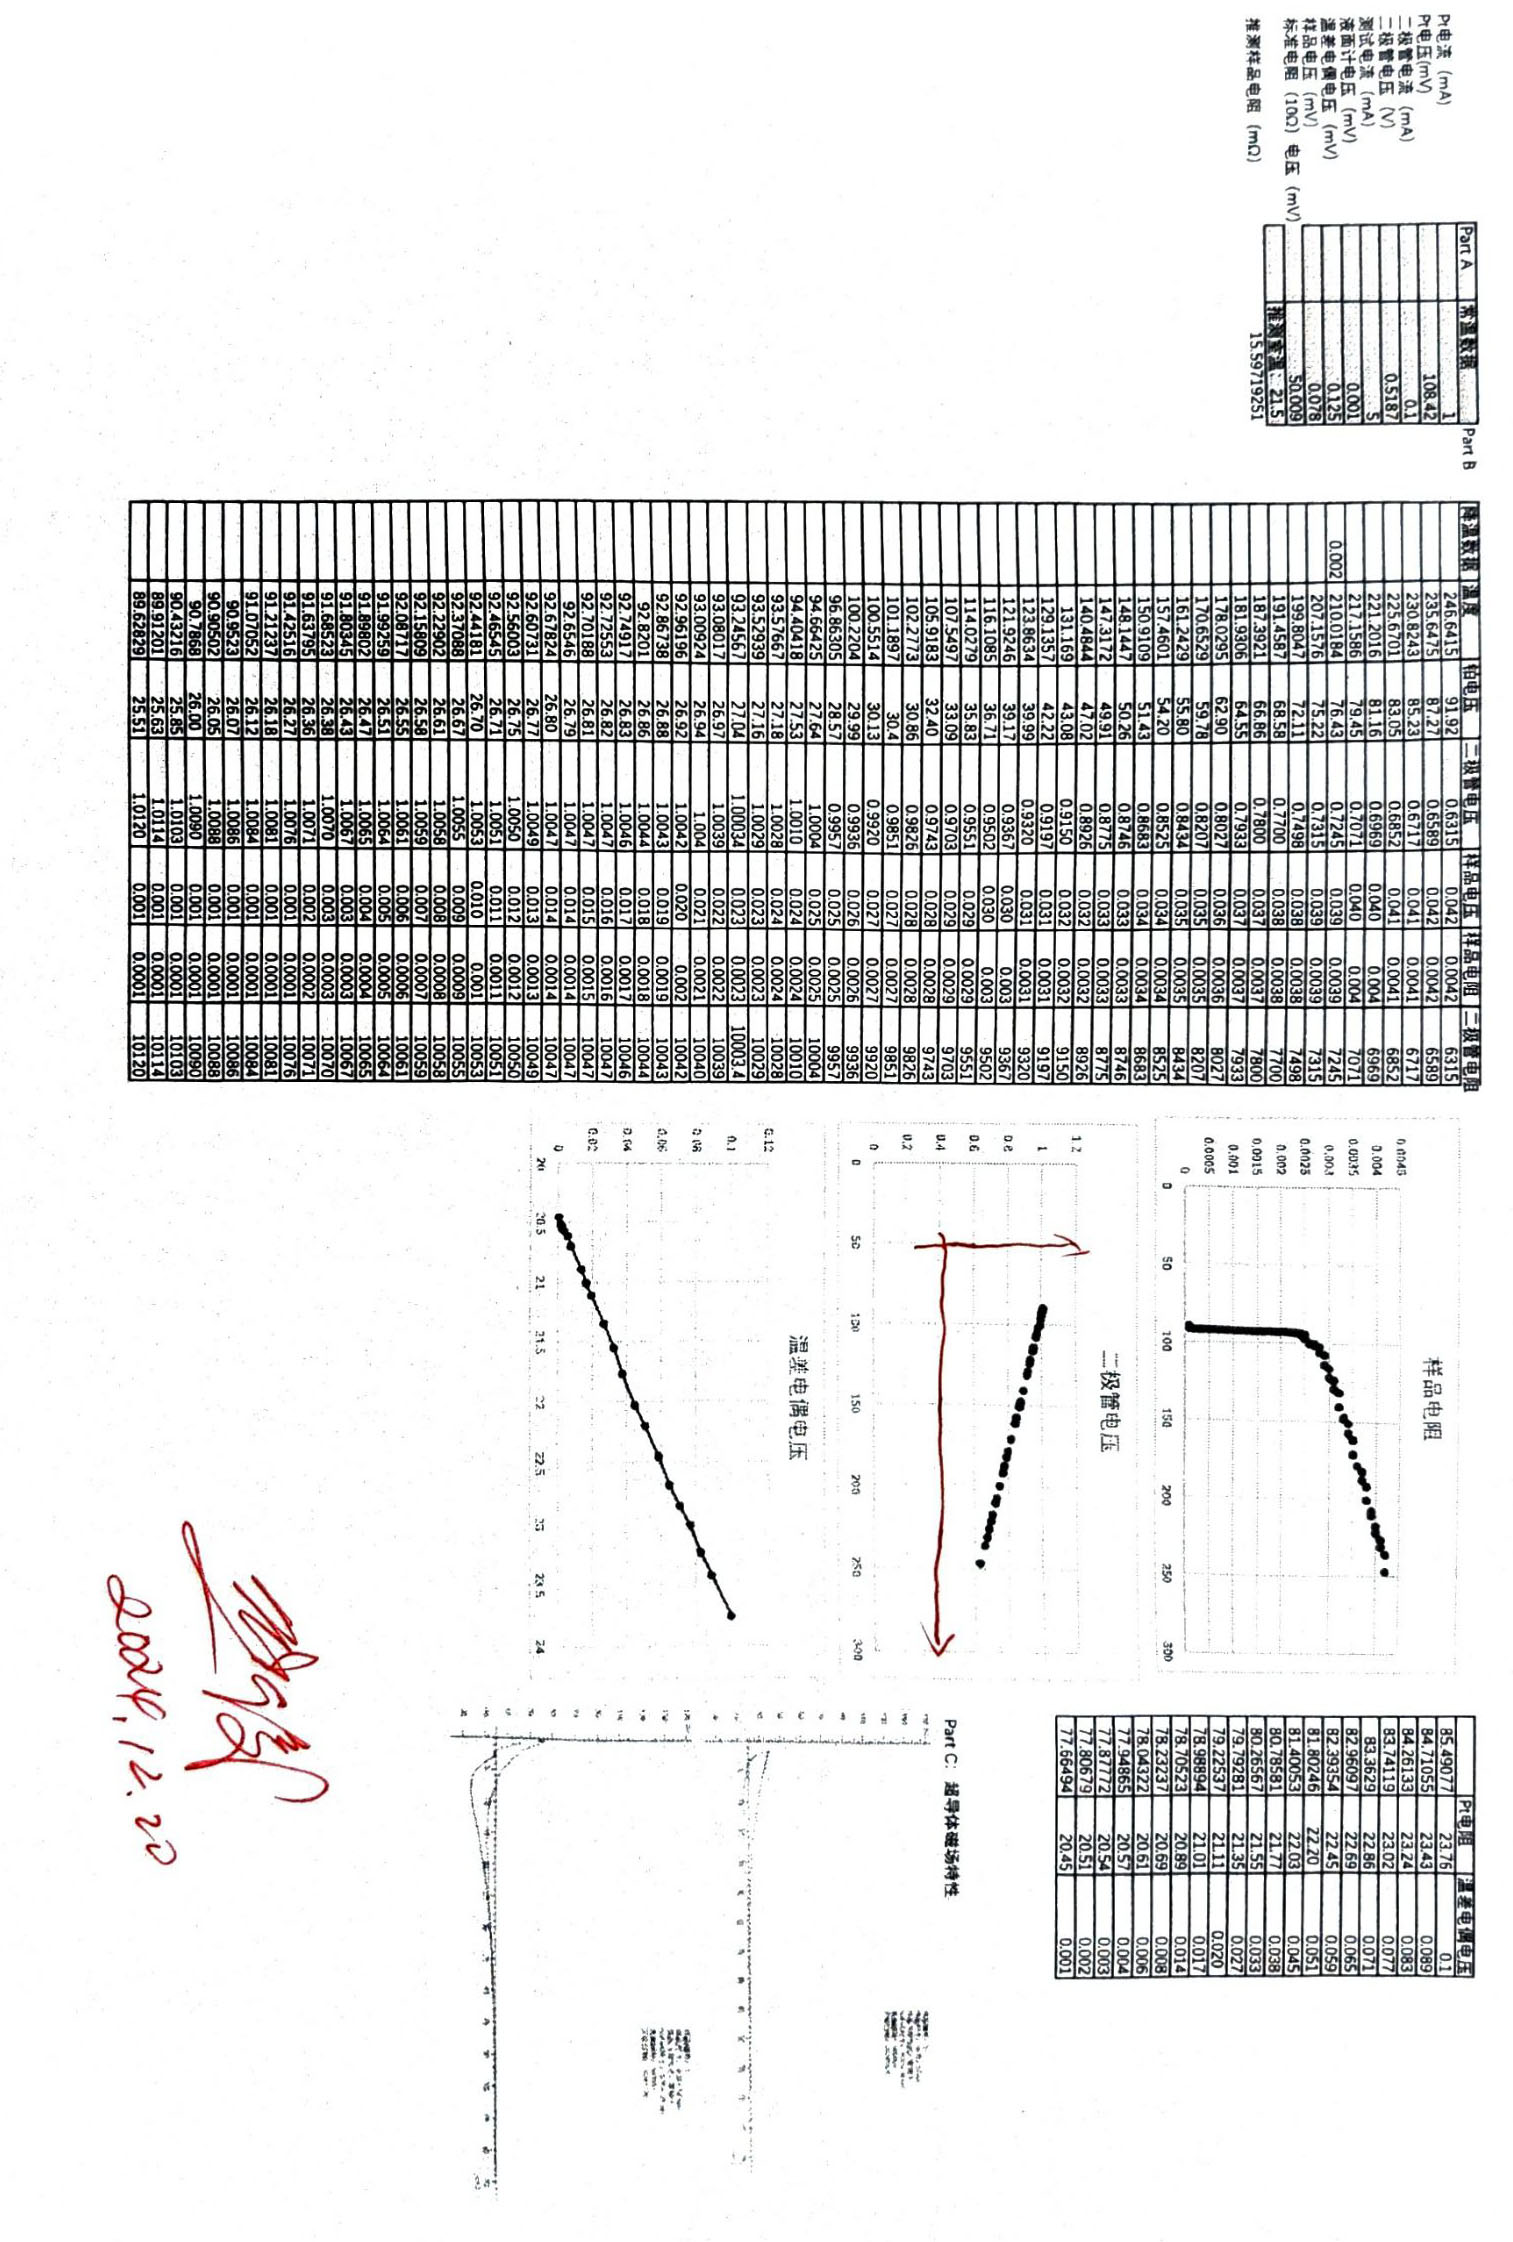 Part A 常温数据
Pt电流 (mA) 1
Pt电压(mV) 108.42
二极管电流 (mA) 0.1
二极管电压 (V) 0.5187
测试电流 (mA) 5
液面计电压 (mV) 0.001
温差电偶电压 (mV) 0.125
样品电压 (mV) 0.078
标准电阻 (10Ω) 电压 (mV) 50.009
推测室温: 21.5
推测样品电阻 (mΩ) 15.59719251
Part B
降温数据 温度 铂电压 二极管电压 样品电压 样品电阻 二极管电阻
246.6415 91.92 0.6315 0.042 0.0042 6315
235.6475 87.27 0.6589 0.042 0.0042 6589
230.8243 85.23 0.6717 0.041 0.0041 6717
225.6701 83.05 0.6852 0.041 0.0041 6852
221.2016 81.16 0.6969 0.040 0.004 6969
217.1586 79.45 0.7071 0.040 0.004 7071
0.002 210.0184 76.43 0.7245 0.039 0.0039 7245
207.1576 75.22 0.7315 0.039 0.0039 7315
199.8047 72.11 0.7498 0.038 0.0038 7498
191.4587 68.58 0.7700 0.038 0.0038 7700
187.3921 66.86 0.7800 0.037 0.0037 7800
181.9306 64.55 0.7933 0.037 0.0037 7933
178.0295 62.90 0.8027 0.036 0.0036 8027
170.6529 59.78 0.8207 0.035 0.0035 8207
161.2429 55.80 0.8434 0.035 0.0035 8434
157.4601 54.20 0.8525 0.034 0.0034 8525
150.9109 51.43 0.8683 0.034 0.0034 8683
148.1447 50.26 0.8746 0.033 0.0033 8746
147.3172 49.91 0.8775 0.033 0.0033 8775
140.4844 47.02 0.8926 0.032 0.0032 8926
131.169 43.08 0.9150 0.032 0.0032 9150
129.1357 42.22 0.9197 0.031 0.0031 9197
123.8634 39.99 0.9320 0.031 0.0031 9320
121.9246 39.17 0.9367 0.030 0.003 9367
116.1085 36.71 0.9502 0.030 0.003 9502
114.0279 35.83 0.9551 0.029 0.0029 9551
107.5497 33.09 0.9703 0.029 0.0029 9703
105.9183 32.40 0.9743 0.028 0.0028 9743
102.2773 30.86 0.9826 0.028 0.0028 9826
101.1897 30.4 0.9851 0.027 0.0027 9851
100.5514 30.13 0.9920 0.027 0.0027 9920
100.2204 29.99 0.9936 0.026 0.0026 9936
96.86305 28.57 0.9957 0.025 0.0026 9957
94.66425 27.64 1.0004 0.025 0.0025 10004
94.40418 27.53 1.0010 0.024 0.0024 10010
93.57667 27.18 1.0028 0.024 0.0024 10028
93.52939 27.16 1.0029 0.023 0.0023 10029
93.24567 27.04 1.00034 0.023 0.0023 10003.4
93.08017 26.97 1.0039 0.022 0.0022 10039
93.00924 26.94 1.004 0.021 0.0021 10040
92.96196 26.92 1.0042 0.020 0.002 10042
92.86738 26.88 1.0043 0.019 0.0019 10043
92.8201 26.86 1.0044 0.018 0.0018 10044
92.74917 26.83 1.0046 0.017 0.0017 10046
92.72553 26.82 1.0047 0.016 0.0016 10047
92.70188 26.81 1.0047 0.015 0.0015 10047
92.6546 26.79 1.0047 0.014 0.0014 10047
92.67824 26.80 1.0047 0.014 0.0014 10047
92.60731 26.77 1.0049 0.013 0.0013 10049
92.56003 26.75 1.0050 0.012 0.0012 10050
92.46545 26.71 1.0051 0.011 0.0011 10051
92.44181 26.70 1.0053 0.010 0.001 10053
92.37088 26.67 1.0055 0.009 0.0009 10055
92.22902 26.61 1.0058 0.008 0.0008 10058
92.15809 26.58 1.0059 0.007 0.0007 10059
92.08717 26.55 1.0061 0.006 0.0006 10061
91.99259 26.51 1.0064 0.005 0.0005 10064
91.89802 26.47 1.0065 0.004 0.0004 10065
91.80345 26.43 1.0067 0.003 0.0003 10067
91.68523 26.38 1.0070 0.003 0.0003 10070
91.63795 26.36 1.0071 0.002 0.0002 10071
91.42516 26.27 1.0076 0.001 0.0001 10076
91.21237 26.18 1.0081 0.001 0.0001 10081
91.07052 26.12 1.0084 0.001 0.0001 10084
90.9523 26.07 1.0086 0.001 0.0001 10086
90.90502 26.05 1.0088 0.001 0.0001 10088
90.7868 26.00 1.0090 0.001 0.0001 10090
90.43216 25.85 1.0103 0.001 0.0001 10103
89.91201 25.63 1.0114 0.001 0.0001 10114
89.62829 25.51 1.0120 0.001 0.0001 10120
样品电阻
0.0045
0.004
0.0035
0.003
0.0025
0.002
0.0015
0.001
0.0005
0
0 50 100 150 200 250 300
二极管电压
1.2
1
0.8
0.6
0.4
0.2
0
0 50 100 150 200 250 300
温差电偶电压
0.12
0.1
0.08
0.06
0.04
0.02
0
20 20.5 21 21.5 22 22.5 23 23.5 24
Pt电阻 温差电偶电压
85.49077 23.76 0.1
84.71055 23.43 0.089
84.26133 23.24 0.083
83.74119 23.02 0.077
83.3629 22.86 0.071
82.96097 22.69 0.065
82.39354 22.45 0.059
81.80246 22.20 0.051
81.40053 22.03 0.045
80.78581 21.77 0.038
80.26567 21.55 0.033
79.79281 21.35 0.027
79.22537 21.11 0.020
78.98894 21.01 0.017
78.70523 20.89 0.014
78.23237 20.69 0.008
78.04322 20.61 0.006
77.94865 20.57 0.004
77.87772 20.54 0.003
77.80679 20.51 0.002
77.66494 20.45 0.001
Part C: 超导体磁场特性
2024.12.20